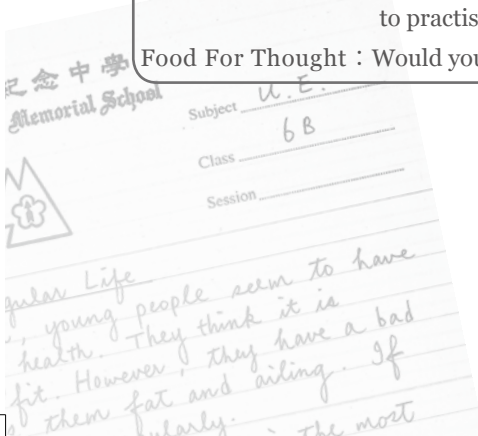 to practis
Food For Thought：Would you
紀念中學
Memorial School
Subject U. E.
Class 6B
Session
gular Life
, young people seem to have
health. They think it is
fit. However, they have a bad
them fat and ailing. If
ularly.
the most